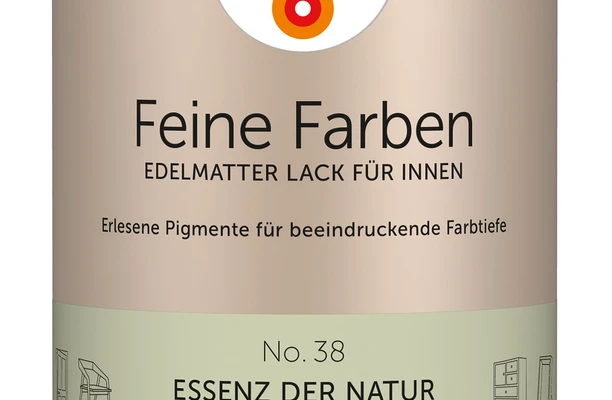 Feine Farben
EDELMATTER LACK FÜR INNEN
Erlesene Pigmente für beeindruckende Farbtiefe
No. 38
ESSENZ DER NATUR